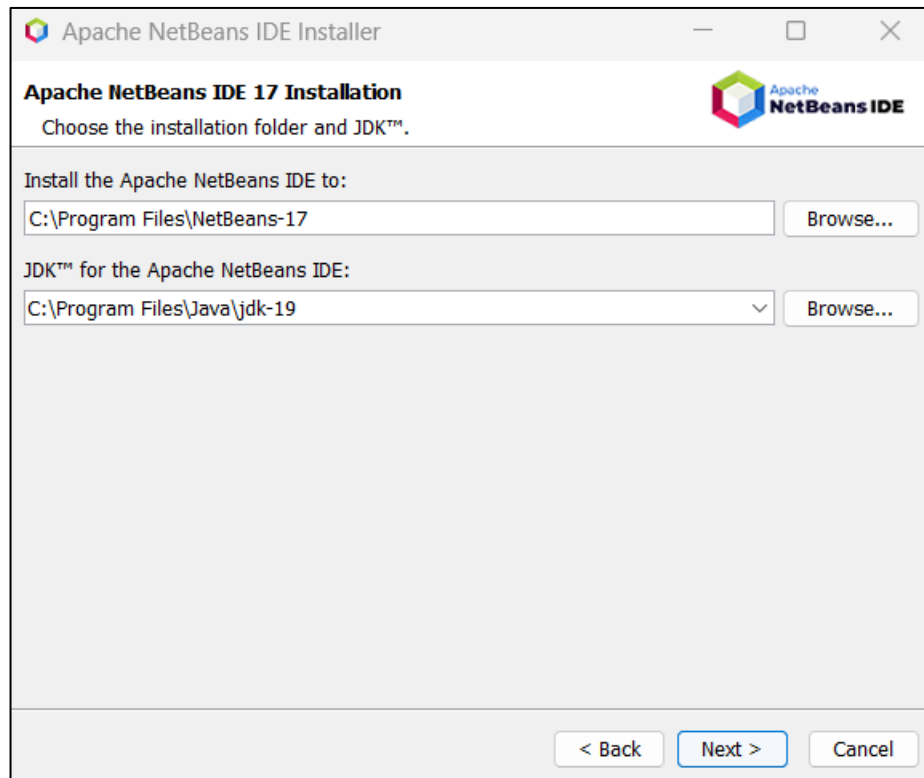 Apache NetBeans IDE Installer
Apache NetBeans IDE 17 Installation
Choose the installation folder and JDK™.
Apache
NetBeans IDE
Install the Apache NetBeans IDE to:
C:\Program Files\NetBeans-17 Browse...
JDK™ for the Apache NetBeans IDE:
C:\Program Files\Java\jdk-19 Browse...
< Back Next > Cancel